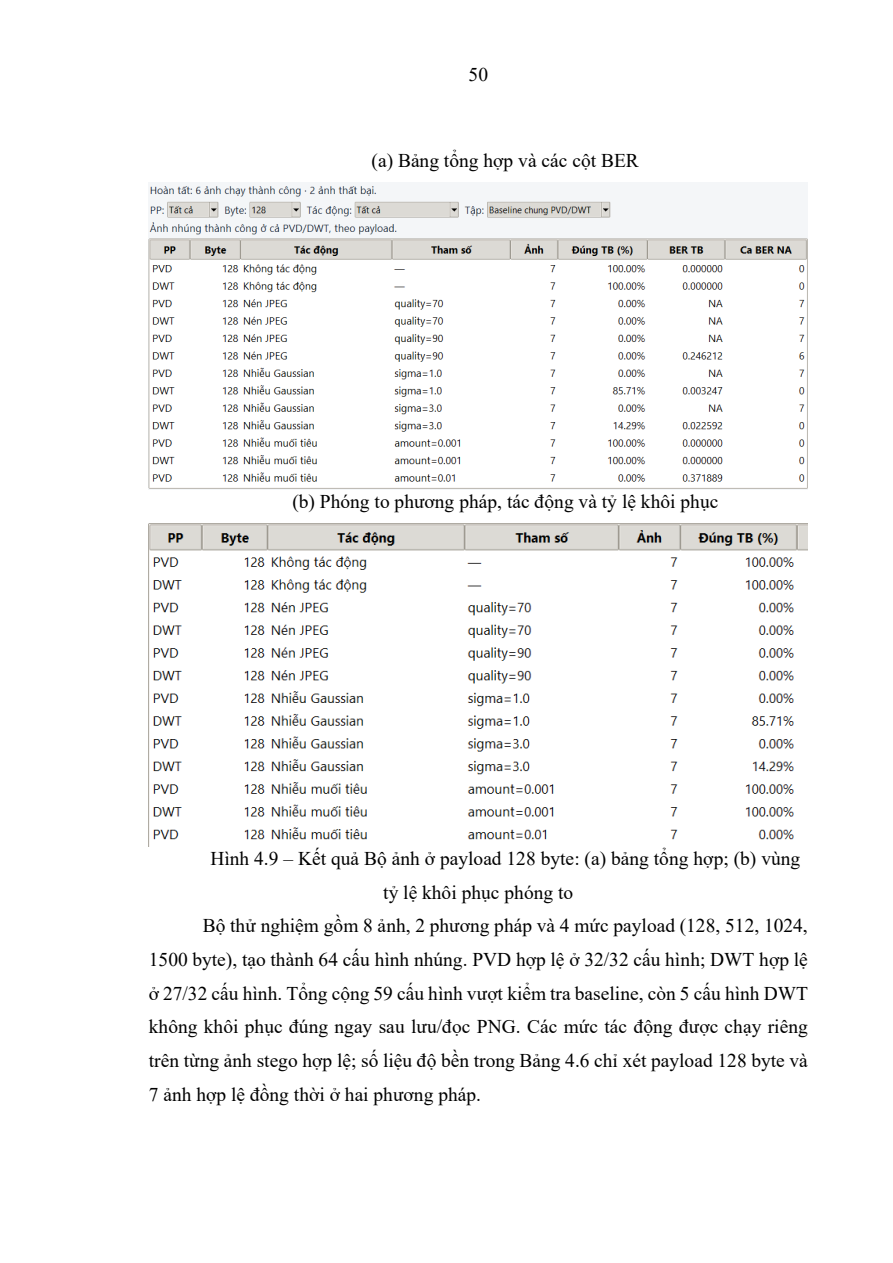 50
(a) Bảng tổng hợp và các cột BER
Hoàn tất: 6 ảnh chạy thành công · 2 ảnh thất bại.
PP: Tất cả Byte: 128 Tác động: Tất cả Tập: Baseline chung PVD/DWT
Ảnh nhúng thành công ở cả PVD/DWT, theo payload.
PP Byte Tác động Tham số Ảnh Đúng TB (%) BER TB Ca BER NA
PVD 128 Không tác động — 7 100.00% 0.000000 0
DWT 128 Không tác động — 7 100.00% 0.000000 0
PVD 128 Nén JPEG quality=70 7 0.00% NA 7
DWT 128 Nén JPEG quality=70 7 0.00% NA 7
PVD 128 Nén JPEG quality=90 7 0.00% NA 7
DWT 128 Nén JPEG quality=90 7 0.00% 0.246212 6
PVD 128 Nhiễu Gaussian sigma=1.0 7 0.00% NA 7
DWT 128 Nhiễu Gaussian sigma=1.0 7 85.71% 0.003247 0
PVD 128 Nhiễu Gaussian sigma=3.0 7 0.00% NA 7
DWT 128 Nhiễu Gaussian sigma=3.0 7 14.29% 0.022592 0
PVD 128 Nhiễu muối tiêu amount=0.001 7 100.00% 0.000000 0
DWT 128 Nhiễu muối tiêu amount=0.001 7 100.00% 0.000000 0
PVD 128 Nhiễu muối tiêu amount=0.01 7 0.00% 0.371889 0
(b) Phóng to phương pháp, tác động và tỷ lệ khôi phục
PP Byte Tác động Tham số Ảnh Đúng TB (%)
PVD 128 Không tác động — 7 100.00%
DWT 128 Không tác động — 7 100.00%
PVD 128 Nén JPEG quality=70 7 0.00%
DWT 128 Nén JPEG quality=70 7 0.00%
PVD 128 Nén JPEG quality=90 7 0.00%
DWT 128 Nén JPEG quality=90 7 0.00%
PVD 128 Nhiễu Gaussian sigma=1.0 7 0.00%
DWT 128 Nhiễu Gaussian sigma=1.0 7 85.71%
PVD 128 Nhiễu Gaussian sigma=3.0 7 0.00%
DWT 128 Nhiễu Gaussian sigma=3.0 7 14.29%
PVD 128 Nhiễu muối tiêu amount=0.001 7 100.00%
DWT 128 Nhiễu muối tiêu amount=0.001 7 100.00%
PVD 128 Nhiễu muối tiêu amount=0.01 7 0.00%
Hình 4.9 – Kết quả Bộ ảnh ở payload 128 byte: (a) bảng tổng hợp; (b) vùng
tỷ lệ khôi phục phóng to
Bộ thử nghiệm gồm 8 ảnh, 2 phương pháp và 4 mức payload (128, 512, 1024,
1500 byte), tạo thành 64 cấu hình nhúng. PVD hợp lệ ở 32/32 cấu hình; DWT hợp lệ
ở 27/32 cấu hình. Tổng cộng 59 cấu hình vượt kiểm tra baseline, còn 5 cấu hình DWT
không khôi phục đúng ngay sau lưu/đọc PNG. Các mức tác động được chạy riêng
trên từng ảnh stego hợp lệ; số liệu độ bền trong Bảng 4.6 chỉ xét payload 128 byte và
7 ảnh hợp lệ đồng thời ở hai phương pháp.